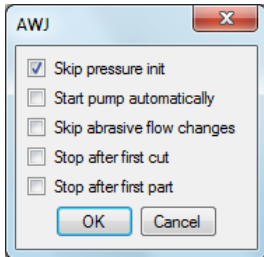 AWJ
Skip pressure init
Start pump automatically
Skip abrasive flow changes
Stop after first cut
Stop after first part
OK Cancel